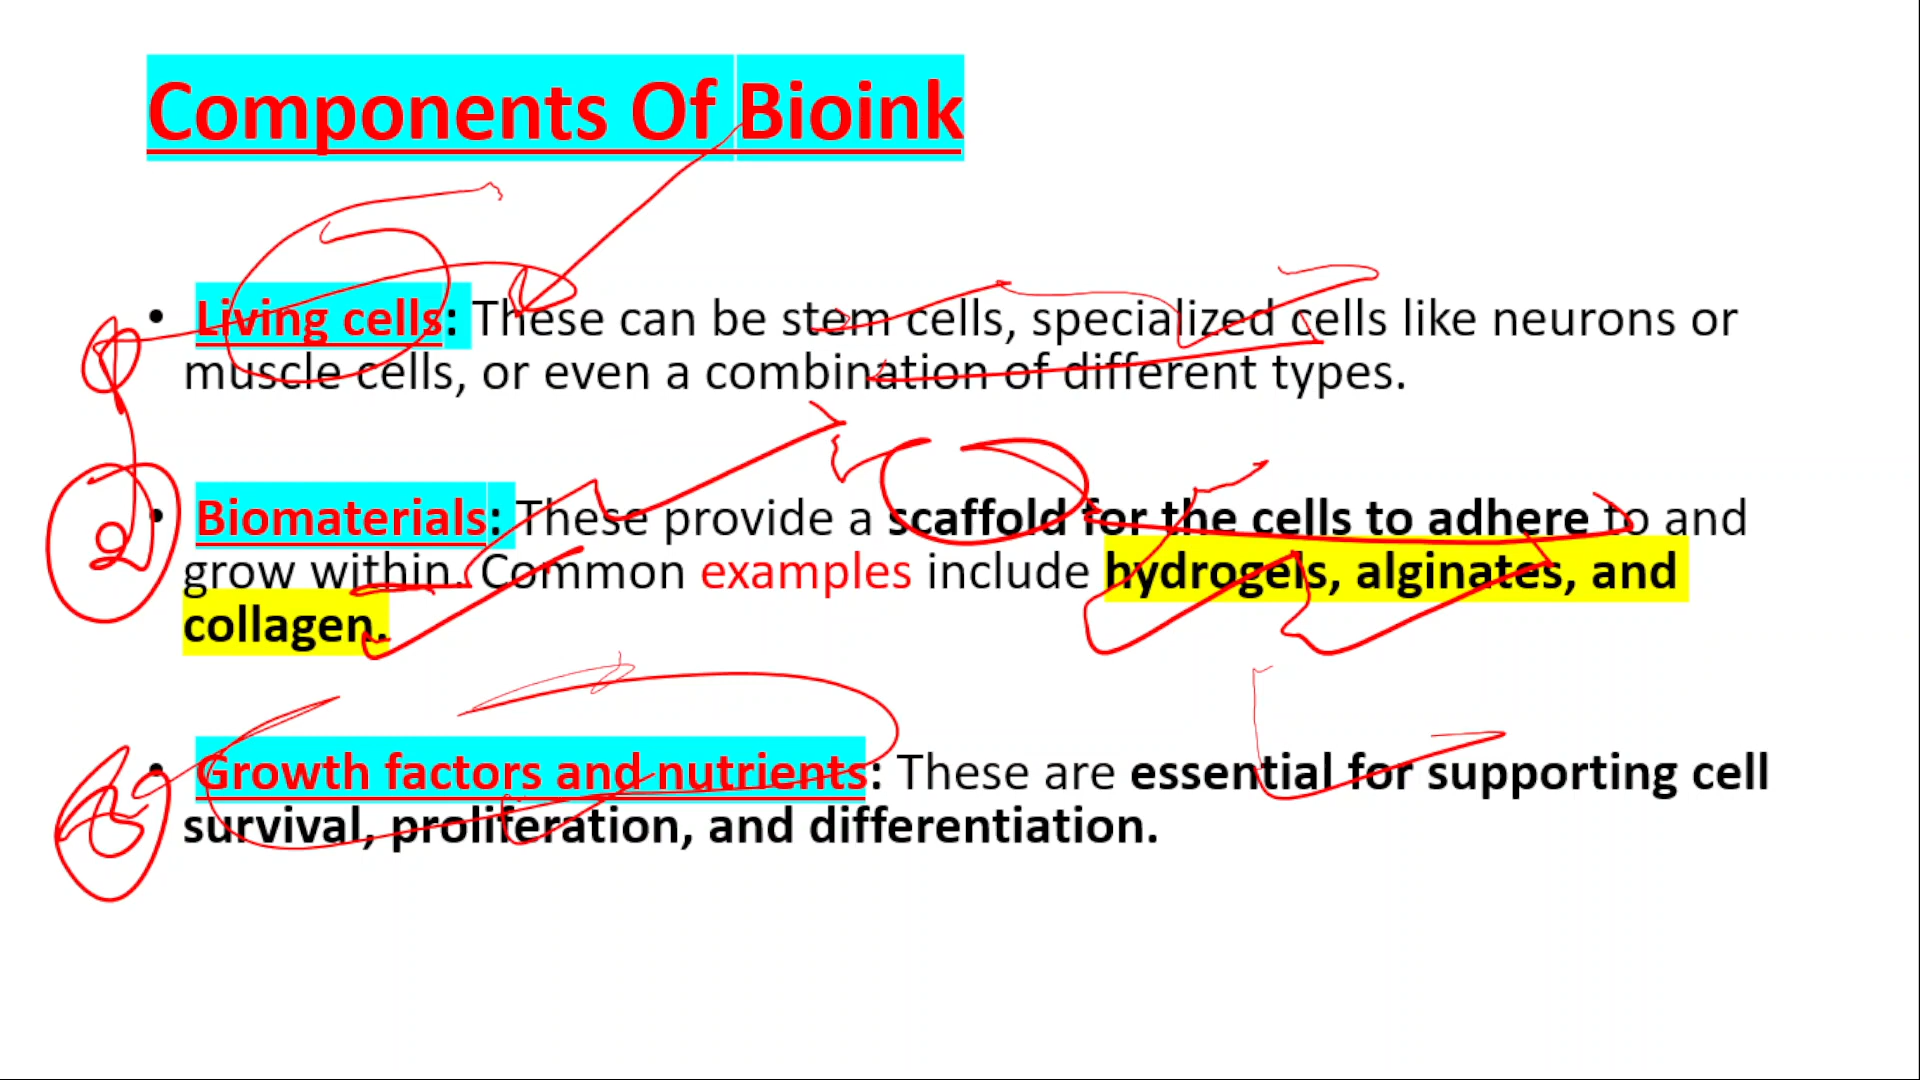 Components Of Bioink
• Living cells: These can be stem cells, specialized cells like neurons or
muscle cells, or even a combination of different types.
• Biomaterials: These provide a scaffold for the cells to adhere to and
grow within. Common examples include hydrogels, alginates, and
collagen.
• Growth factors and nutrients: These are essential for supporting cell
survival, proliferation, and differentiation.